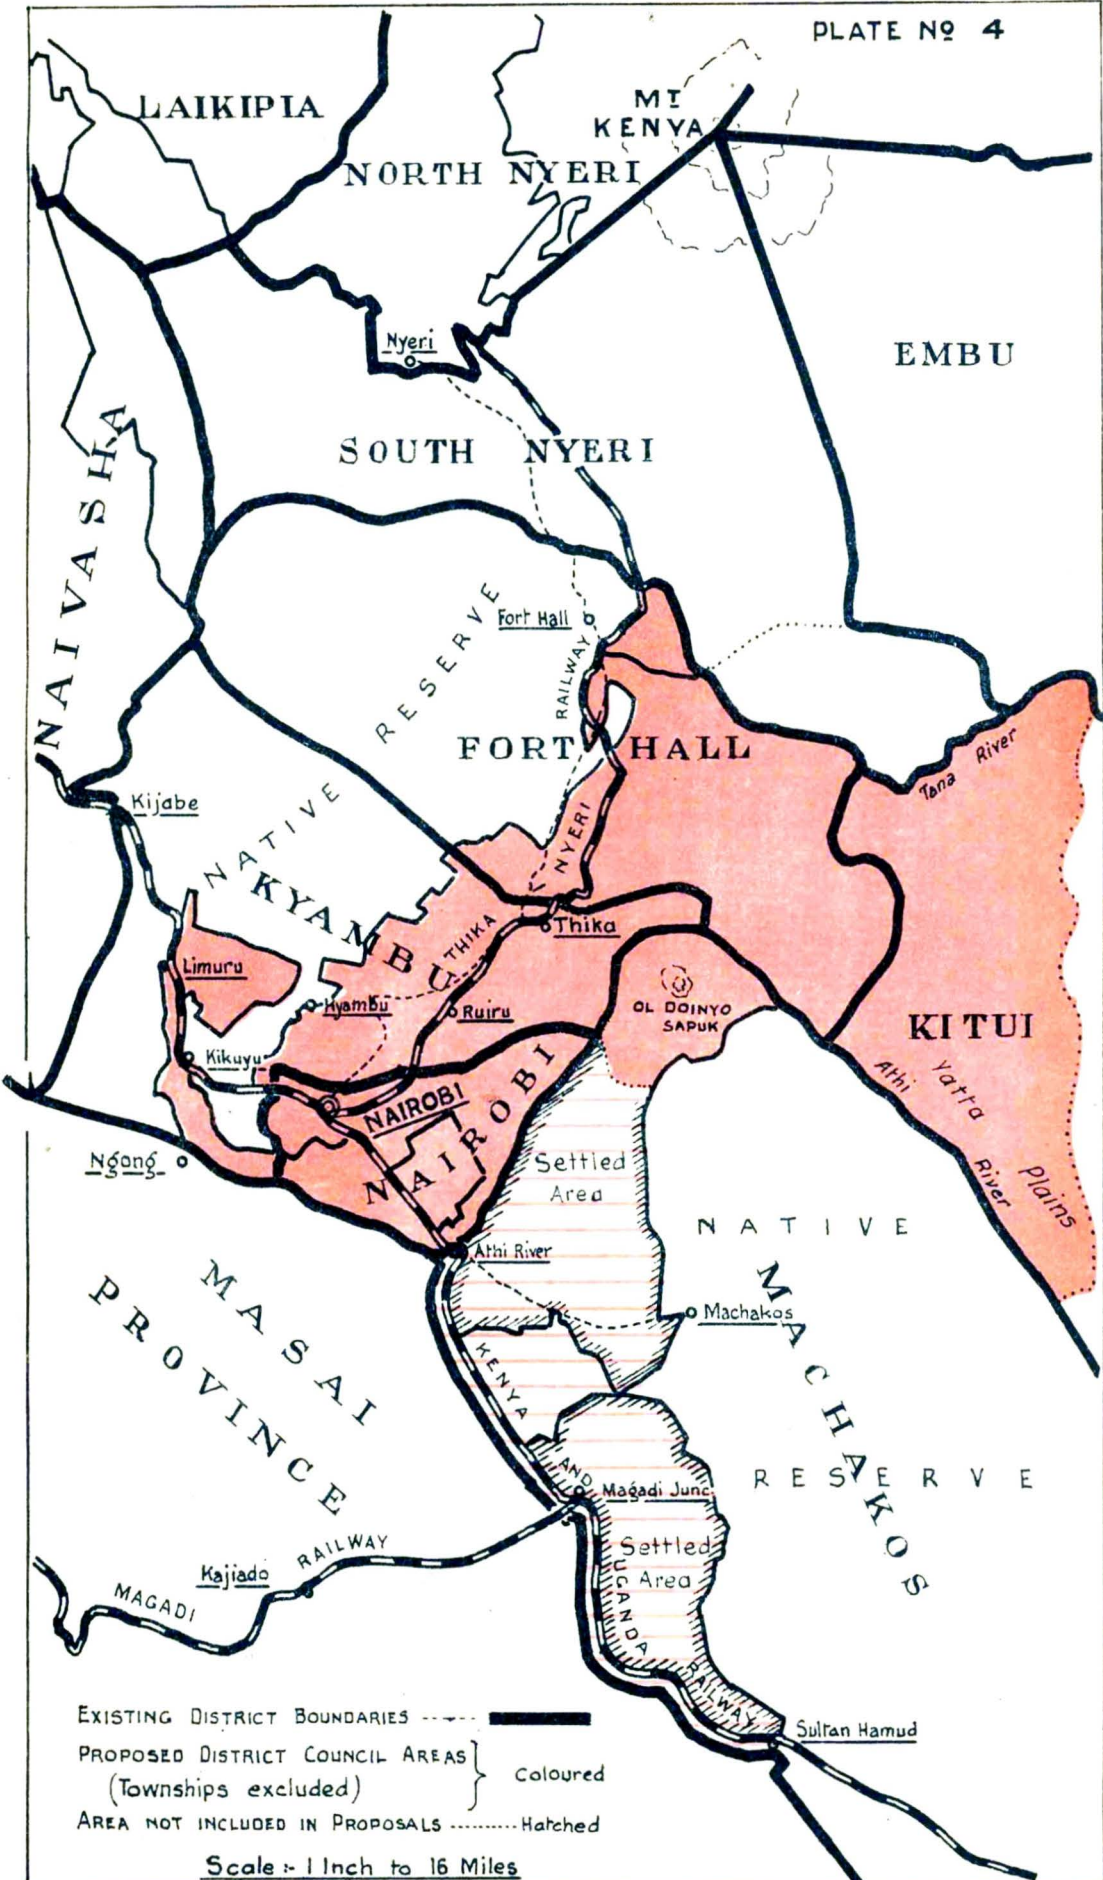 PLATE Nº 4
LAIKIPIA
MT
KENYA
NORTH NYERI
Nyeri
EMBU
SOUTH NYERI
NAIVASHA
RESERVE
Fort Hall
RAILWAY
FORT HALL
Tana River
Kijabe
NATIVE
NYERI
KYAMBU
THIKA
Thika
Limuru
Kyambu
Ruiru
OL DOINYO
SAPUK
KITUI
Kikuyu
Athi
Yatta
NAIROBI
NAIROBI
Ngong
Settled
Area
River
Plains
NATIVE
Athi River
MASAI
PROVINCE
Machakos
MACHAKOS
KENYA
RESERVE
AND
Magadi Junc.
RAILWAY
Settled
Area
Kajiado
MAGADI
UGANDA
RAILWAY
Sultan Hamud
EXISTING DISTRICT BOUNDARIES
PROPOSED DISTRICT COUNCIL AREAS
(Townships excluded)
Coloured
AREA NOT INCLUDED IN PROPOSALS ......... Hatched
Scale :- 1 Inch to 16 Miles